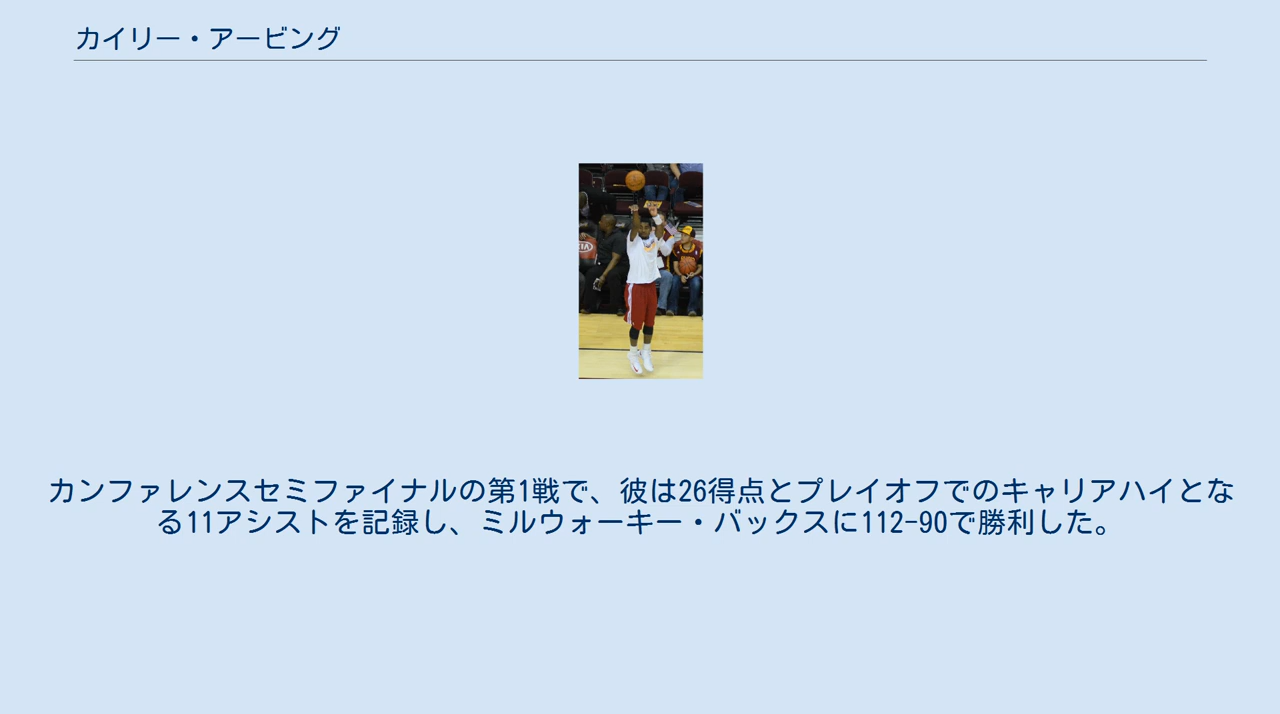 カイリー・アービング
KIA
カンファレンスセミファイナルの第1戦で、彼は26得点とプレイオフでのキャリアハイとな
る11アシストを記録し、ミルウォーキー・バックスに112-90で勝利した。